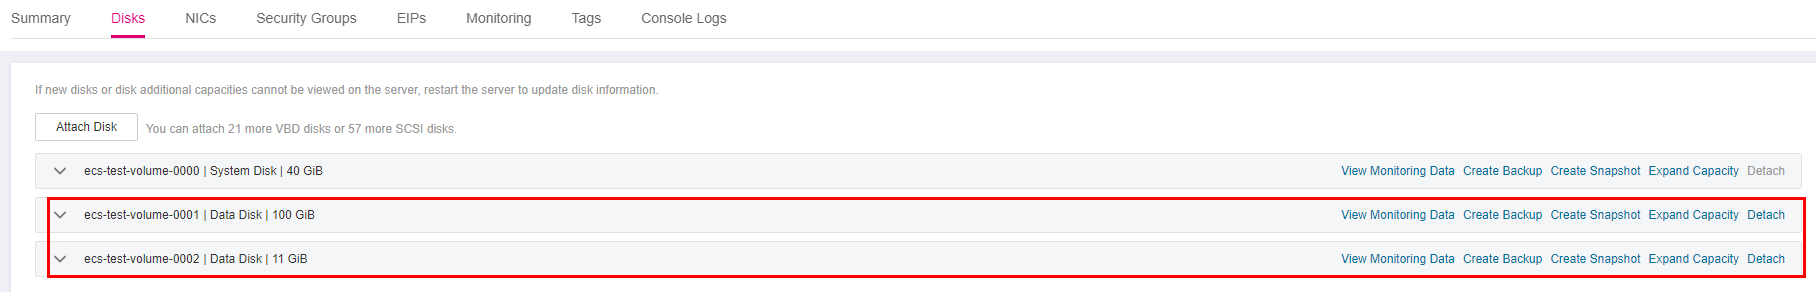 Summary Disks NICs Security Groups EIPs Monitoring Tags Console Logs
If new disks or disk additional capacities cannot be viewed on the server, restart the server to update disk information.
Attach Disk You can attach 21 more VBD disks or 57 more SCSI disks.
ecs-test-volume-0000 | System Disk | 40 GiB View Monitoring Data Create Backup Create Snapshot Expand Capacity Detach
ecs-test-volume-0001 | Data Disk | 100 GiB View Monitoring Data Create Backup Create Snapshot Expand Capacity Detach
ecs-test-volume-0002 | Data Disk | 11 GiB View Monitoring Data Create Backup Create Snapshot Expand Capacity Detach